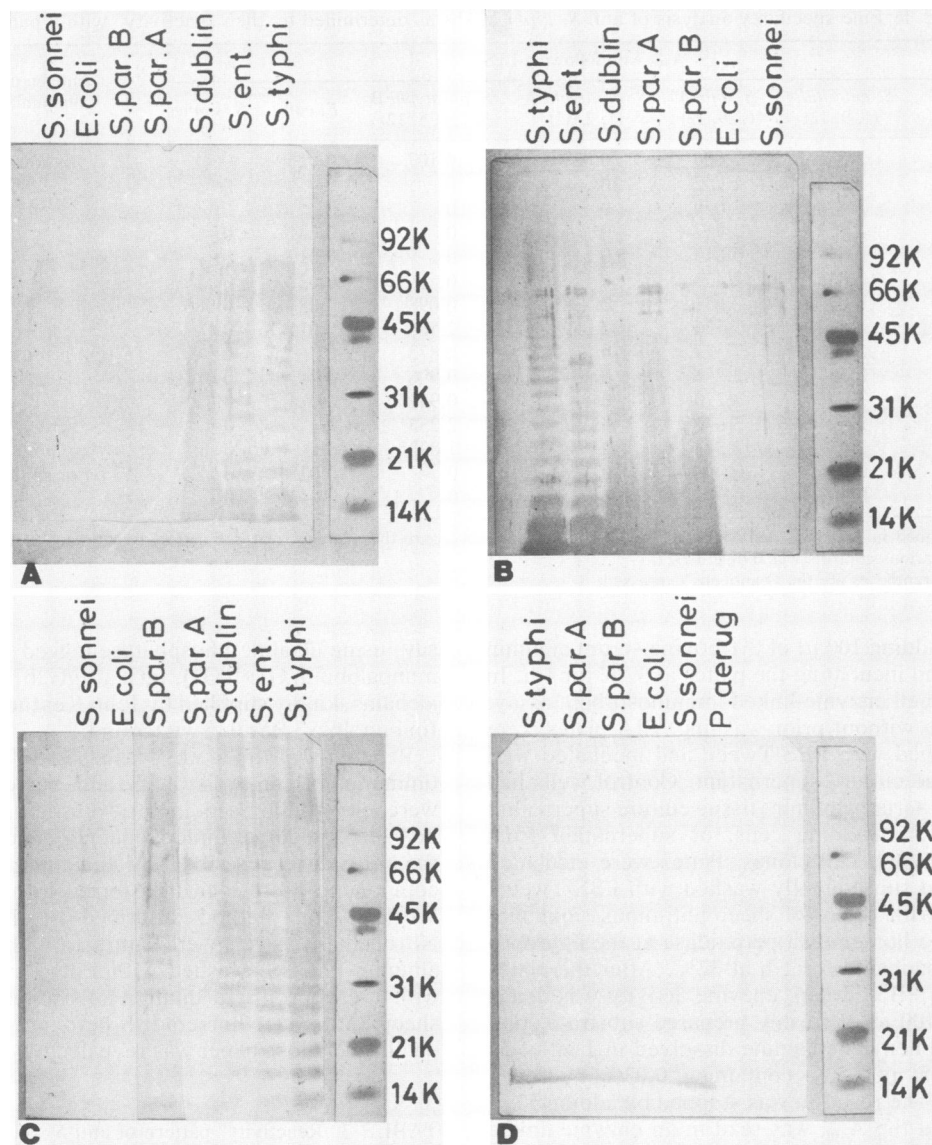 S.sonnei
E.coli
S.par.B
S.par.A
S.dublin
S.ent.
S.typhi
92K
66K
45K
31K
21K
14K
A
S.typhi
S.ent.
S.dublin
S.par.A
S.par.B
E.coli
S.sonnei
92K
66K
45K
31K
21K
14K
B
S.sonnei
E.coli
S.par.B
S.par.A
S.dublin
S.ent.
S.typhi
92K
66K
45K
31K
21K
14K
C
S.typhi
S.par.A
S.par.B
E.coli
S.sonnei
P.aerug
92K
66K
45K
31K
21K
14K
D